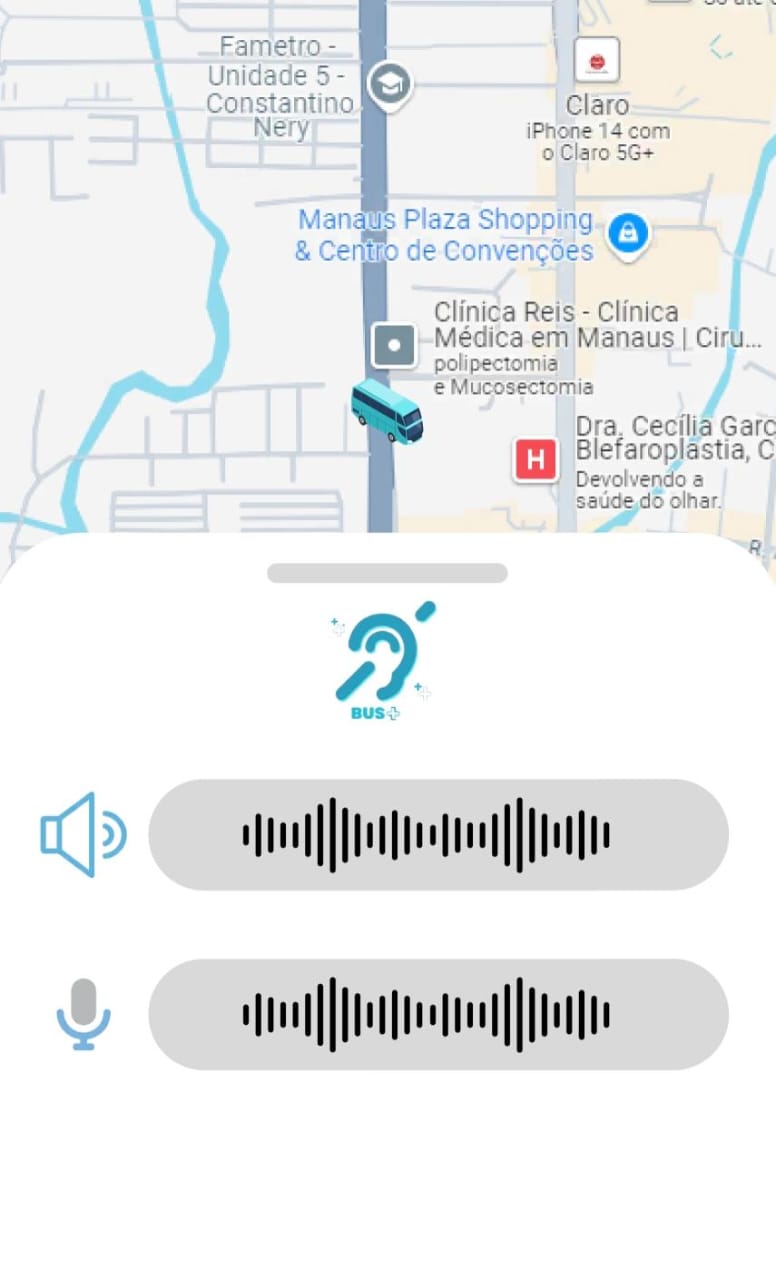 Fametro -
Unidade 5 -
Constantino
Nery
Claro
iPhone 14 com
o Claro 5G+
Manaus Plaza Shopping
& Centro de Convenções
Clínica Reis - Clínica
Médica em Manaus | Ciru...
polipectomia
e Mucosectomia
Dra. Cecília Garc
Blefaroplastia, C
Devolvendo a
saúde do olhar.
H
R.
BUS+